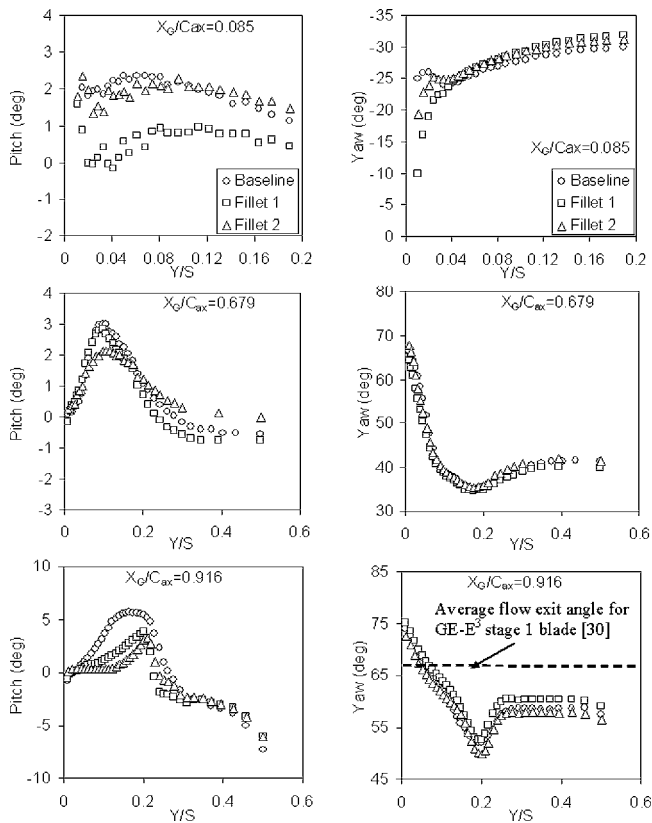 4
3
2
1
0
-1
-2
Pitch (deg)
X_G/Cax=0.085
Baseline
Fillet 1
Fillet 2
0 0.04 0.08 0.12 0.16 0.2
Y/S
-35
-30
-25
-20
-15
-10
-5
0
Yaw (deg)
X_G/Cax=0.085
Baseline
Fillet 1
Fillet 2
0 0.04 0.08 0.12 0.16 0.2
Y/S
4
3
2
1
0
-1
-2
-3
Pitch (deg)
X_G/C_ax=0.679
0 0.2 0.4 0.6
Y/S
80
70
60
50
40
30
Yaw (deg)
X_G/C_ax=0.679
0 0.2 0.4 0.6
Y/S
10
5
0
-5
-10
Pitch (deg)
X_G/C_ax=0.916
0 0.2 0.4 0.6
Y/S
85
75
65
55
45
Yaw (deg)
X_G/C_ax=0.916
Average flow exit angle for
GE-E³ stage 1 blade [30]
0 0.2 0.4 0.6
Y/S